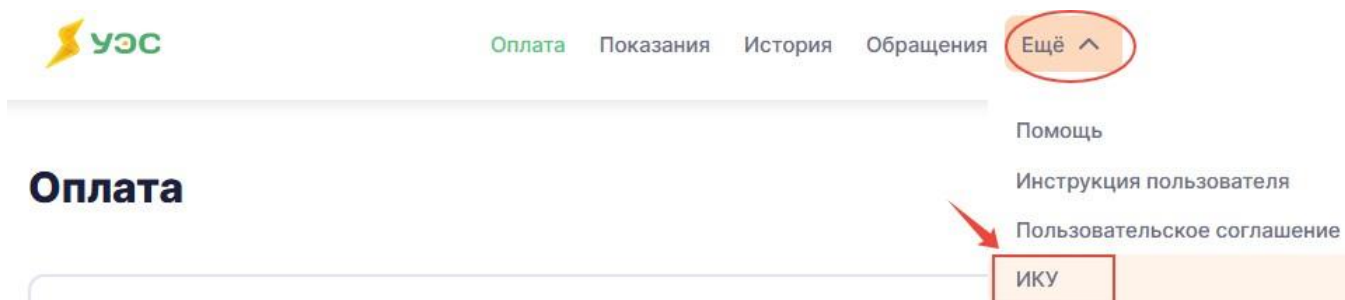 УЭС
Оплата Показания История Обращения Ещё
Помощь
Оплата
Инструкция пользователя
Пользовательское соглашение
ИКУ